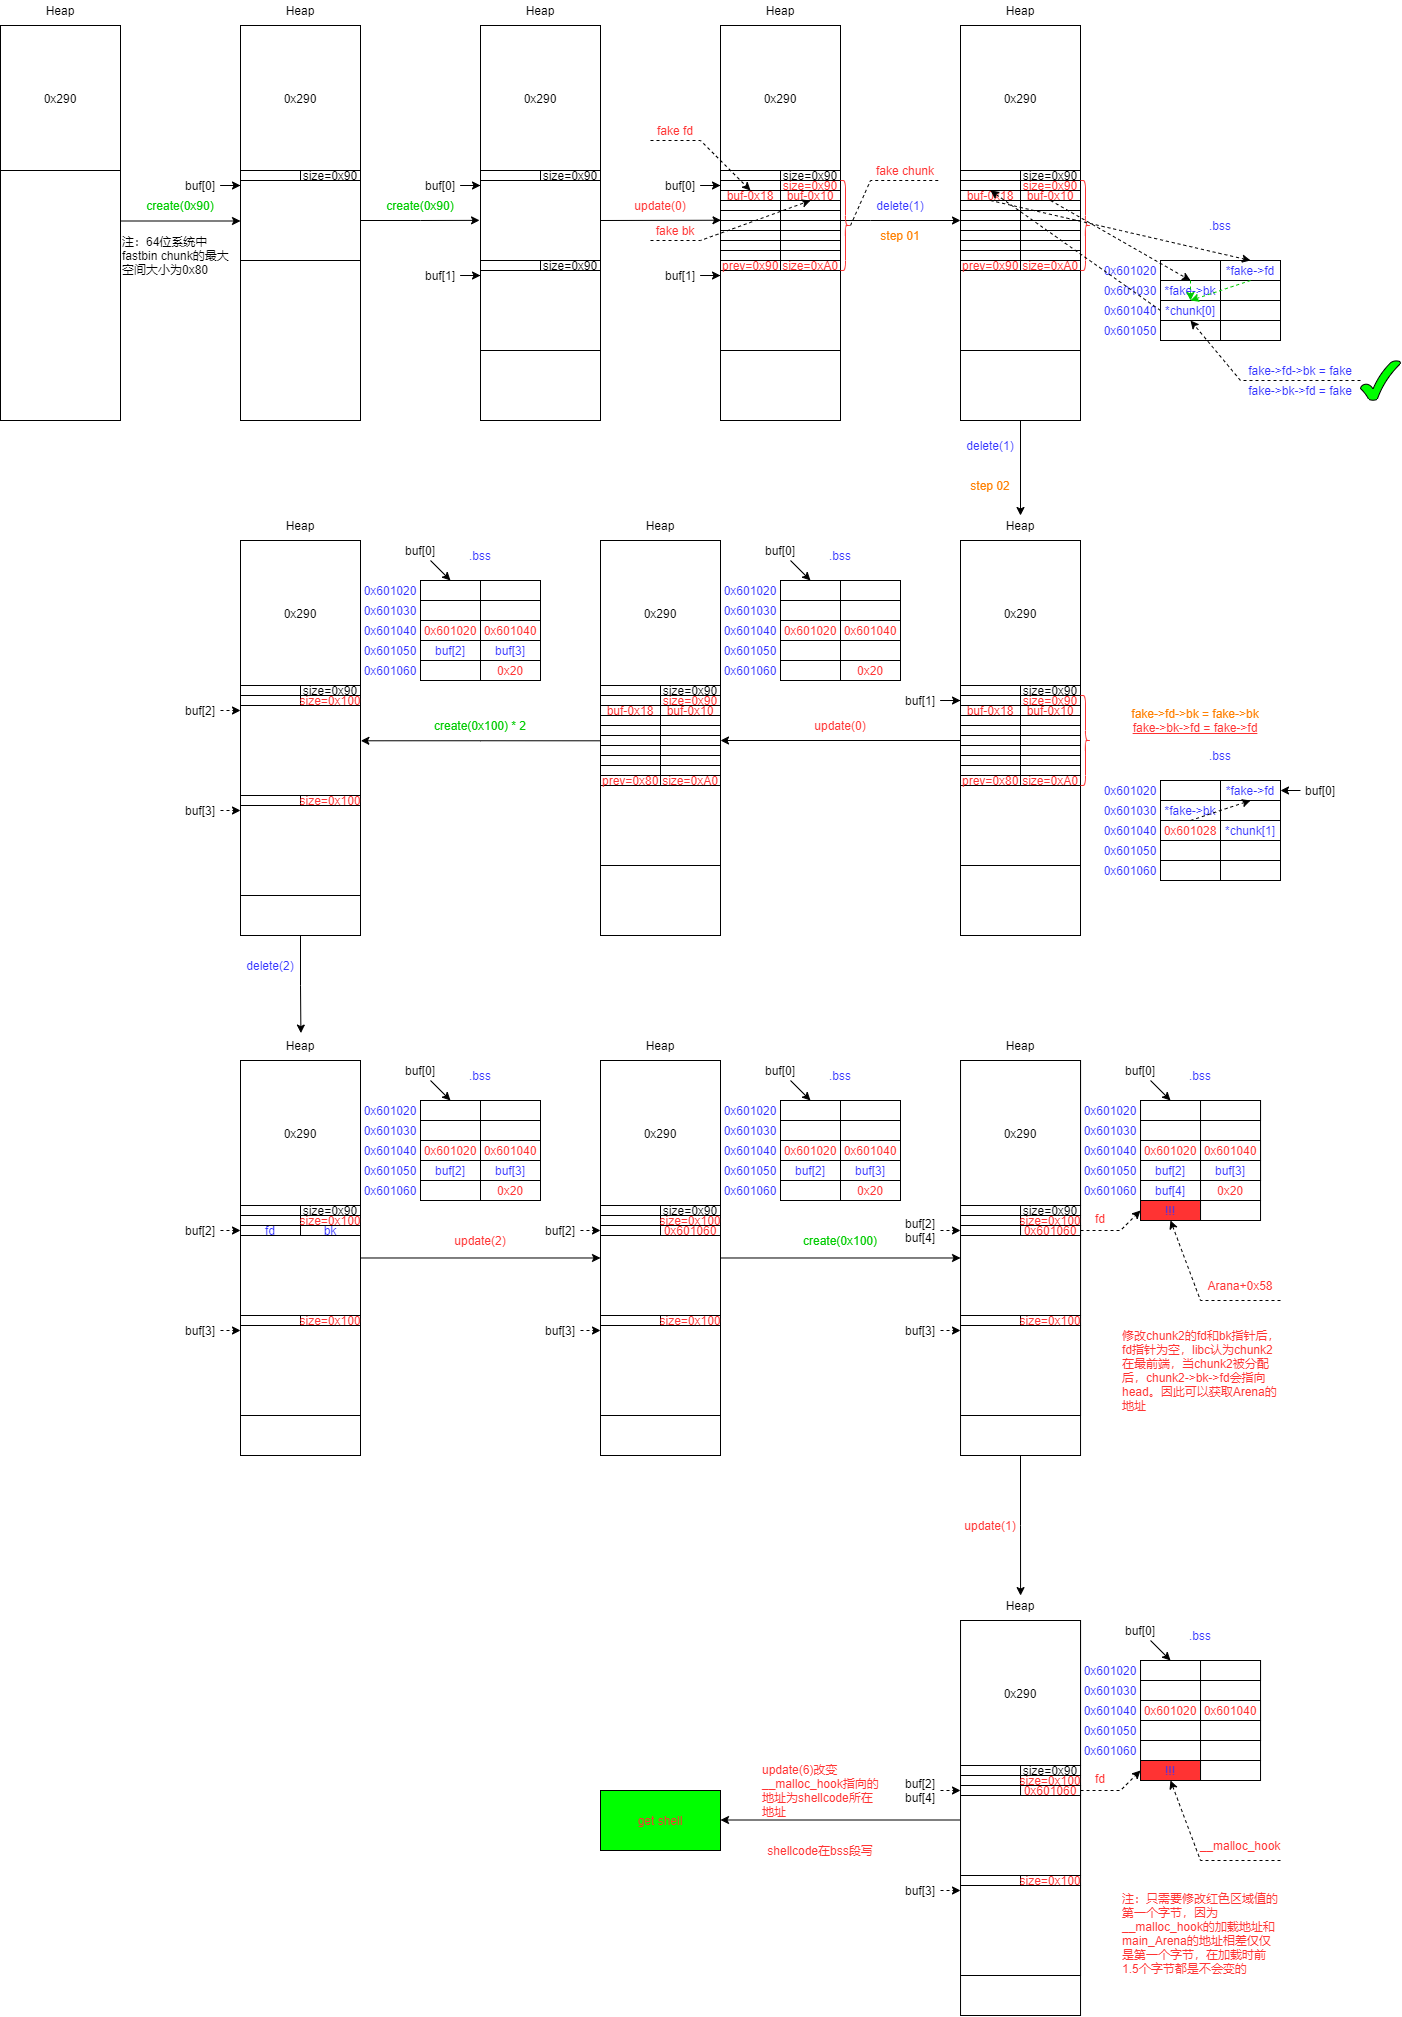 Heap
Heap
Heap
Heap
Heap
0x290
0x290
0x290
0x290
0x290
fake fd
size=0x90
size=0x90
size=0x90
size=0x90
fake chunk
buf[0]
buf[0]
buf[0]
size=0x90
size=0x90
buf-0x18
buf-0x10
buf-0x18
buf-0x10
create(0x90)
create(0x90)
update(0)
delete(1)
fake bk
step 01
.bss
注：64位系统中
fastbin chunk的最大
空间大小为0x80
buf[1]
size=0x90
buf[1]
prev=0x90
size=0xA0
prev=0x90
size=0xA0
0x601020
*fake->fd
0x601030
*fake->bk
0x601040
*chunk[0]
0x601050
fake->fd->bk = fake
fake->bk->fd = fake
delete(1)
step 02
Heap
Heap
Heap
buf[0]
.bss
buf[0]
.bss
0x290
0x290
0x290
0x601020
0x601030
0x601040
0x601020
0x601040
0x601050
buf[2]
buf[3]
0x601060
0x20
0x601020
0x601030
0x601040
0x601020
0x601040
0x601050
0x601060
0x20
size=0x90
size=0x90
size=0x90
buf[2]
size=0x100
size=0x90
buf[1]
size=0x90
buf-0x18
buf-0x10
buf-0x18
buf-0x10
create(0x100) * 2
update(0)
fake->fd->bk = fake->bk
fake->bk->fd = fake->fd
.bss
prev=0x80
size=0xA0
prev=0x80
size=0xA0
buf[3]
size=0x100
0x601020
*fake->fd
buf[0]
0x601030
*fake->bk
0x601040
0x601028
*chunk[1]
0x601050
0x601060
delete(2)
Heap
Heap
Heap
buf[0]
.bss
buf[0]
.bss
buf[0]
.bss
0x290
0x290
0x290
0x601020
0x601030
0x601040
0x601020
0x601040
0x601050
buf[2]
buf[3]
0x601060
0x20
0x601020
0x601030
0x601040
0x601020
0x601040
0x601050
buf[2]
buf[3]
0x601060
0x20
0x601020
0x601030
0x601040
0x601020
0x601040
0x601050
buf[2]
buf[3]
0x601060
buf[4]
0x20
!!!
size=0x90
size=0x90
size=0x90
size=0x100
size=0x100
size=0x100
buf[2]
fd
bk
buf[2]
0x601060
buf[2]
buf[4]
0x601060
fd
update(2)
create(0x100)
Arana+0x58
buf[3]
size=0x100
buf[3]
size=0x100
buf[3]
size=0x100
修改chunk2的fd和bk指针后，
fd指针为空，libc认为chunk2
在最前端，当chunk2被分配
后，chunk2->bk->fd会指向
head。因此可以获取Arena的
地址
update(1)
Heap
buf[0]
.bss
0x290
0x601020
0x601030
0x601040
0x601020
0x601040
0x601050
0x601060
!!!
size=0x90
size=0x100
buf[2]
buf[4]
0x601060
fd
update(6)改变
__malloc_hook指向的
地址为shellcode所在
地址
get shell
shellcode在bss段写
__malloc_hook
buf[3]
size=0x100
注：只需要修改红色区域值的
第一个字节，因为
__malloc_hook的加载地址和
main_Arena的地址相差仅仅
是第一个字节，在加载时前
1.5个字节都是不会变的